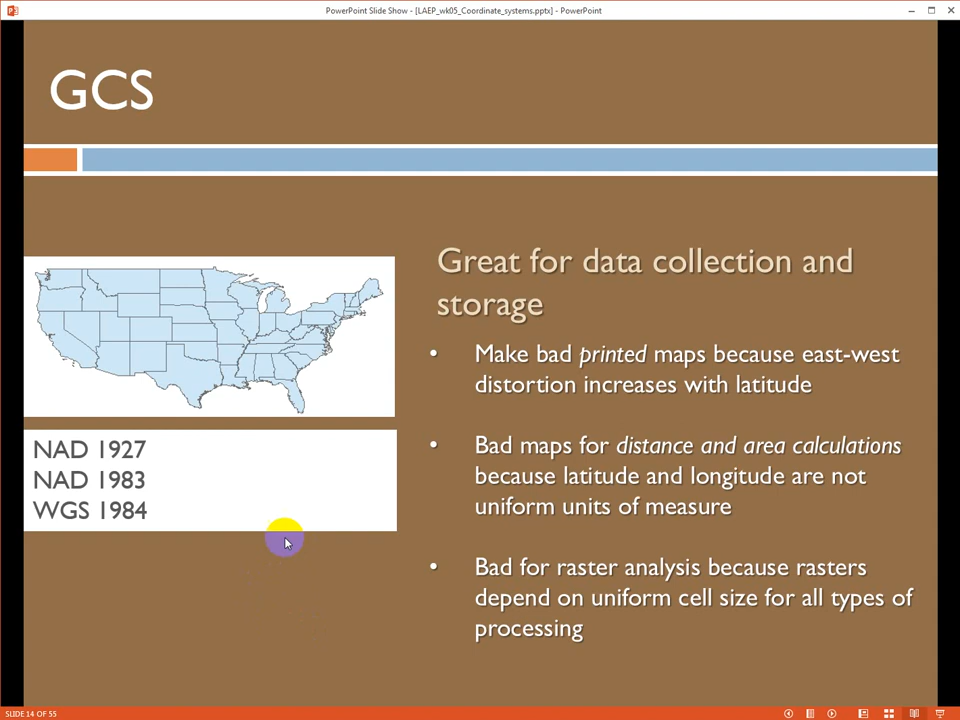 PowerPoint Slide Show - [LAEP_wk05_Coordinate_systems.pptx] - PowerPoint
GCS
Great for data collection and
storage
• Make bad printed maps because east-west
distortion increases with latitude
• Bad maps for distance and area calculations
because latitude and longitude are not
uniform units of measure
• Bad for raster analysis because rasters
depend on uniform cell size for all types of
processing
NAD 1927
NAD 1983
WGS 1984
SLIDE 14 OF 55